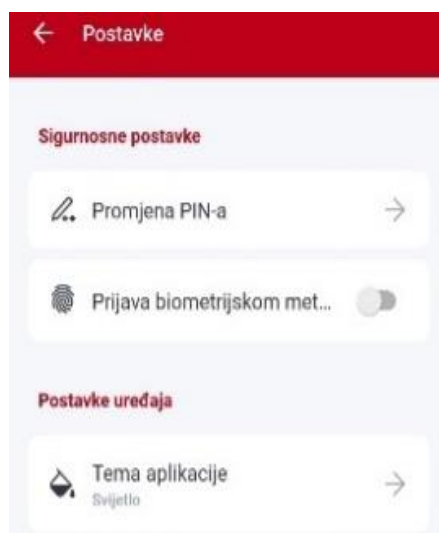 Postavke
Sigurnosne postavke
Promjena PIN-a
Prijava biometrijskom met...
Postavke uređaja
Tema aplikacije
Svijetlo